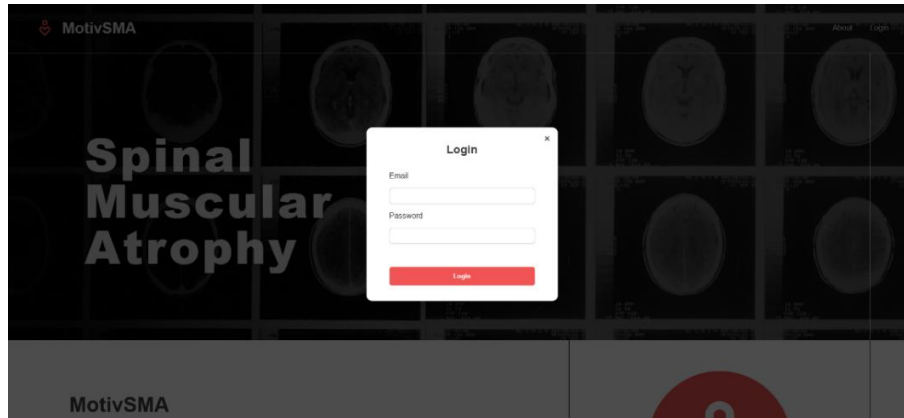 MotivSMA
About Login
Spinal
Muscular
Atrophy
×
Login
Email
Password
Login
MotivSMA